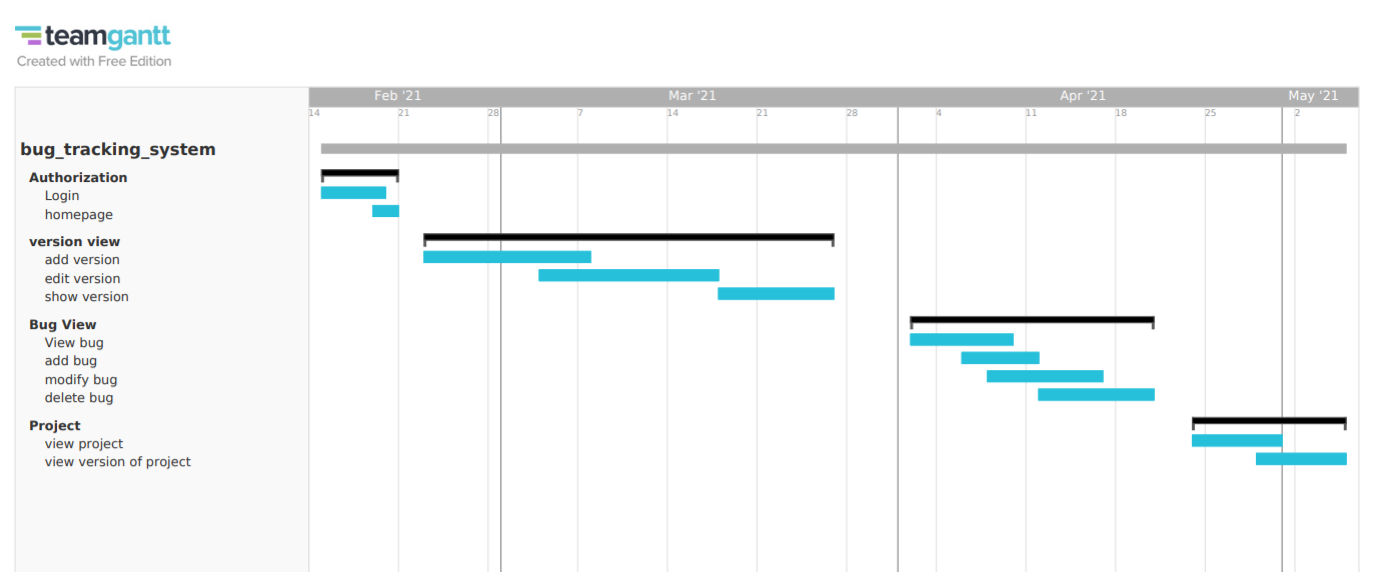 teamgantt
Created with Free Edition
Feb '21 Mar '21 Apr '21 May '21
14 21 28 7 14 21 28 4 11 18 25 2
bug_tracking_system
Authorization
Login
homepage
version view
add version
edit version
show version
Bug View
View bug
add bug
modify bug
delete bug
Project
view project
view version of project